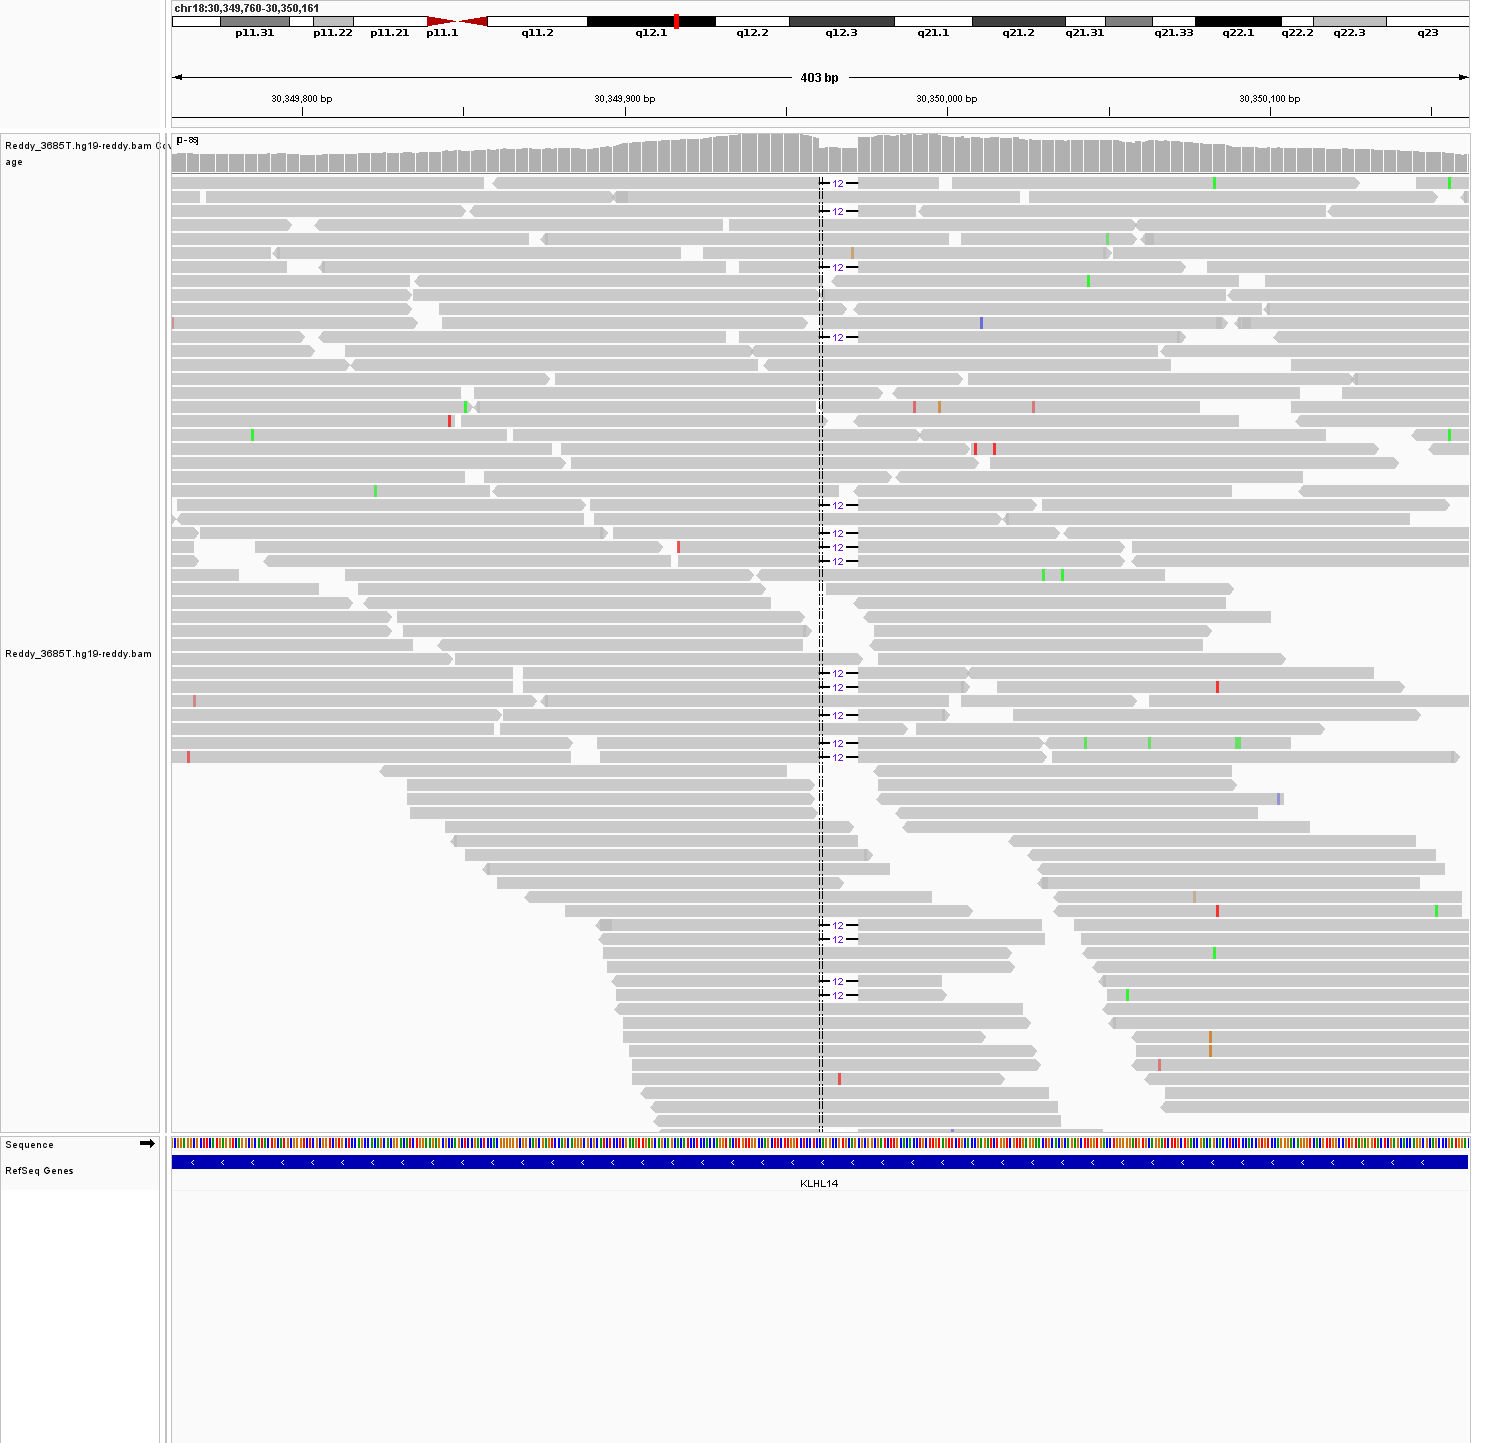 chr18:30,349,760-30,350,161
p11.31 p11.22 p11.21 p11.1 q11.2 q12.1 q12.2 q12.3 q21.1 q21.2 q21.31 q21.33 q22.1 q22.2 q22.3 q23
403 bp
30,349,800 bp 30,349,900 bp 30,350,000 bp 30,350,100 bp
Reddy_3685T.hg19-reddy.bam Cov
age
12
12
12
12
12
12
12
12
Reddy_3685T.hg19-reddy.bam
12
12
12
12
12
12
12
12
12
Sequence
RefSeq Genes
KLHL14